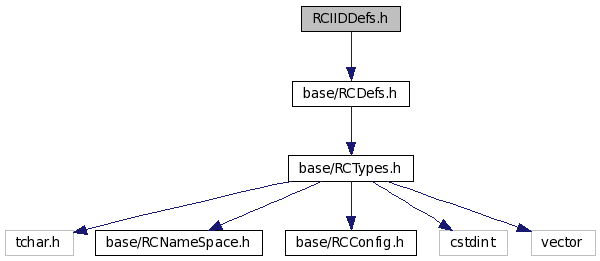 RCIIDDefs.h
base/RCDefs.h
base/RCTypes.h
tchar.h
base/RCNameSpace.h
base/RCConfig.h
cstdint
vector